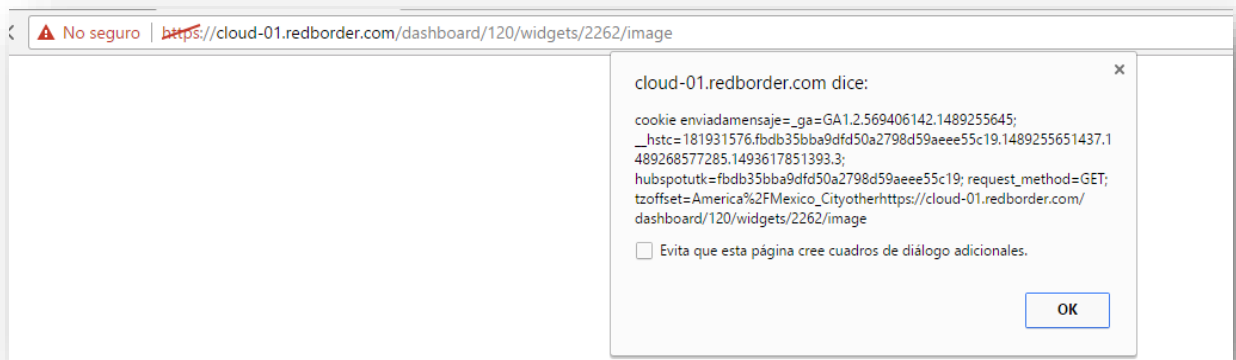 No seguro | https://cloud-01.redborder.com/dashboard/120/widgets/2262/image
cloud-01.redborder.com dice:
cookie enviadamensaje=_ga=GA1.2.569406142.1489255645;
__hstc=181931576.fbdb35bba9dfd50a2798d59aeee55c19.1489255651437.1
489268577285.1493617851393.3;
hubspotutk=fbdb35bba9dfd50a2798d59aeee55c19; request_method=GET;
tzoffset=America%2FMexico_Cityotherhttps://cloud-01.redborder.com/
dashboard/120/widgets/2262/image
Evita que esta página cree cuadros de diálogo adicionales.
OK